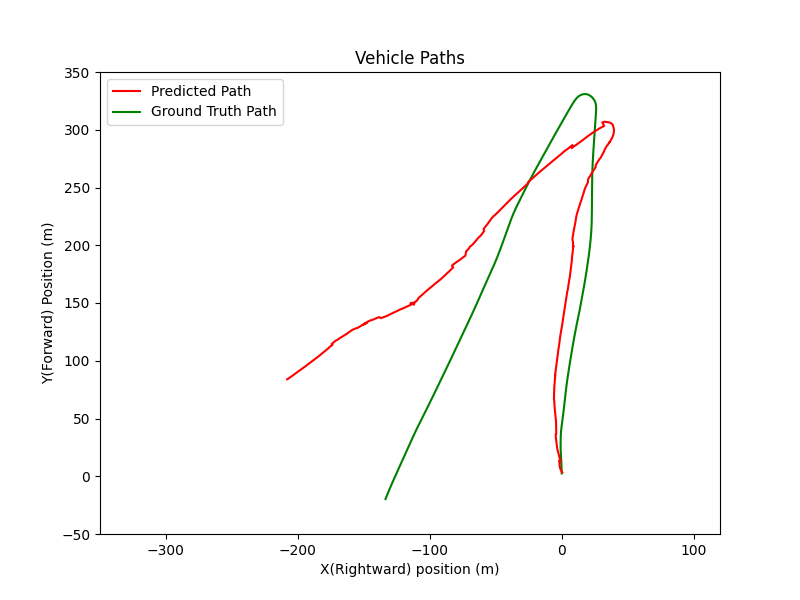 Vehicle Paths
Predicted Path
Ground Truth Path
350
300
250
200
150
100
50
0
−50
Y(Forward) Position (m)
−300
−200
−100
0
100
X(Rightward) position (m)